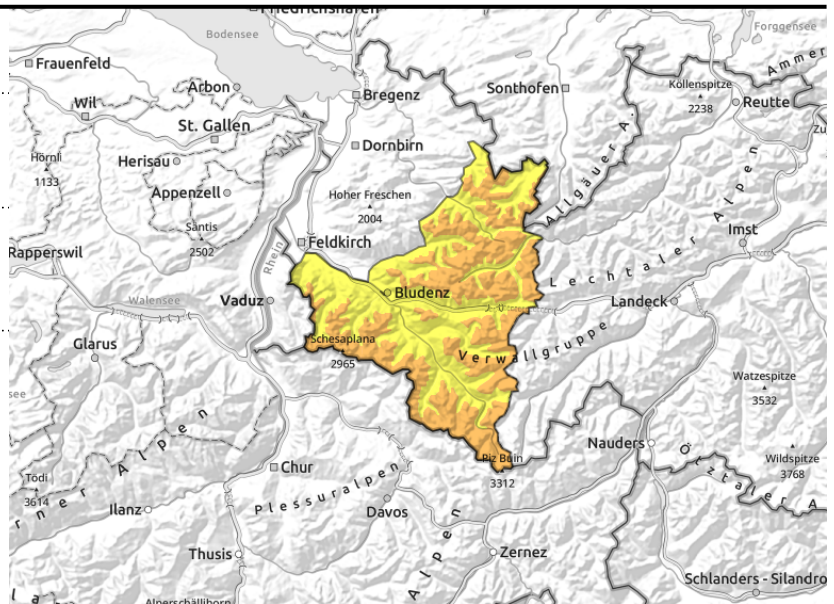 Friedrichshafen
Bodensee
Forggensee
Frauenfeld
Ammer
Arbon
Bregenz
Sonthofen
Köllenspitze
2238
Reutte
Wil
St. Gallen
Dornbirn
Hörnli
1133
Herisau
Allgäuer A.
Appenzell
Hoher Freschen
2004
Säntis
2502
Feldkirch
Imst
Rapperswil
Rhein
Lechtaler Alpen
Walensee
Vaduz
Bludenz
Landeck
Glarus
Schesaplana
2965
Verwallgruppe
see
Watzespitze
3532
Nauders
Tödi
3614
rner Alpen
Chur
Piz Buin
3312
Wildspitze
3768
Ötztaler A
Ilanz
Plessuralpen
Davos
Alpen
Thusis
Zernez
Schlanders - Silandro